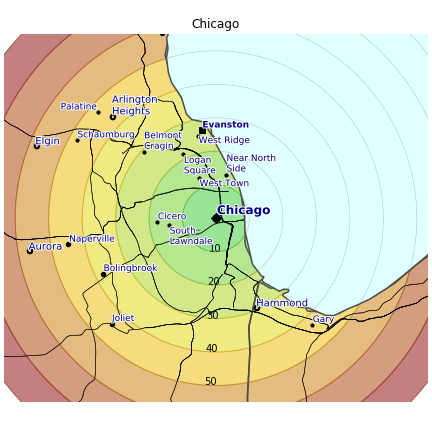 Chicago
Palatine
Arlington
Heights
Evanston
Schaumburg
Belmont
Cragin
West Ridge
Elgin
Logan
Square
Near North
Side
West Town
Cicero
Chicago
South
Lawndale
Naperville
Aurora
10
Bolingbrook
20
Hammond
30
Joliet
Gary
40
50